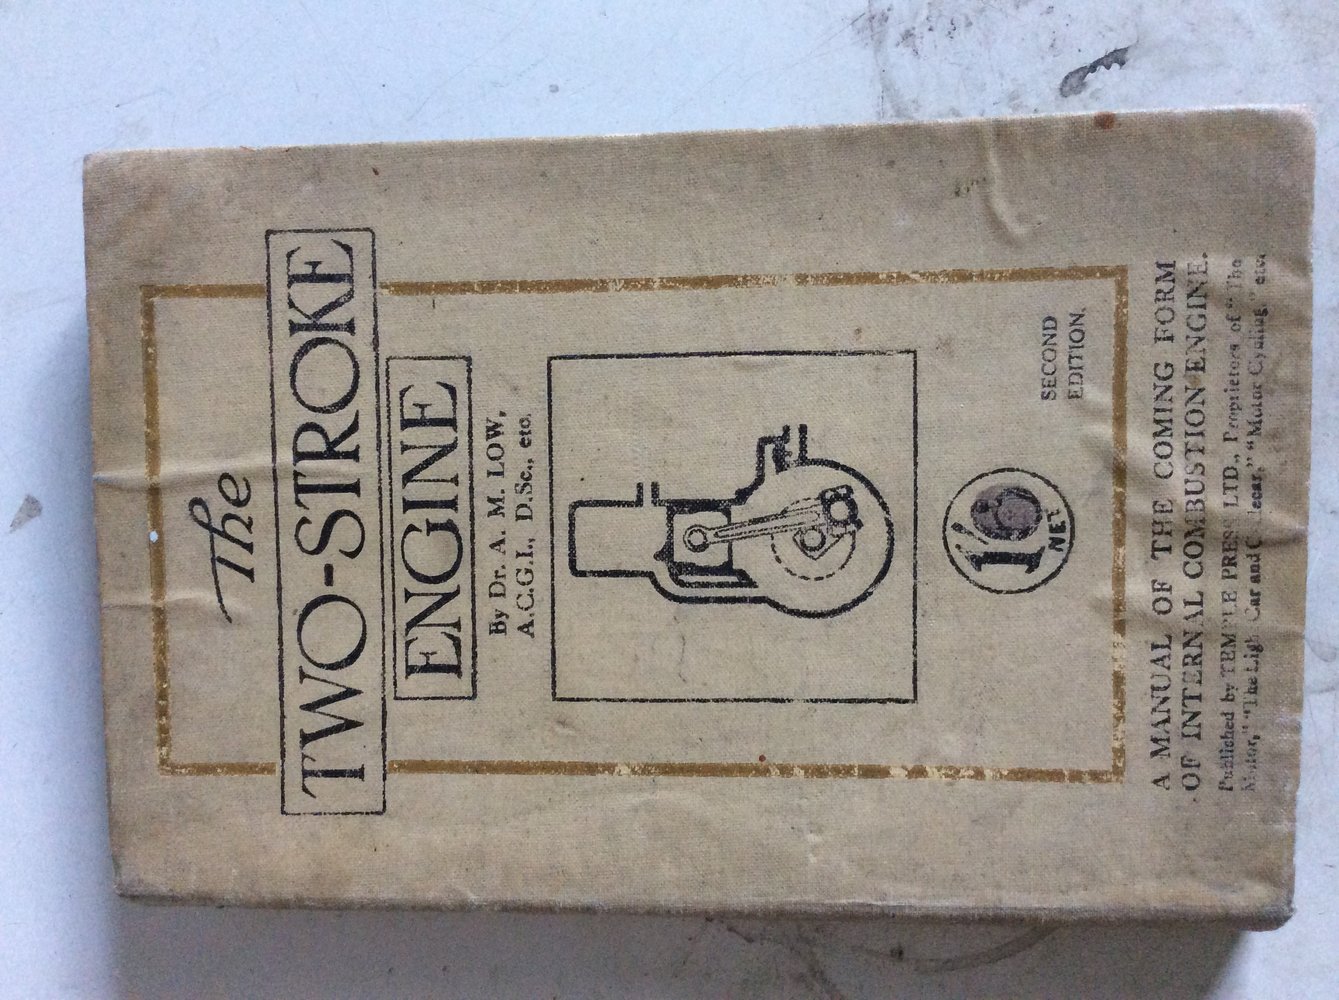 The
TWO-STROKE
ENGINE
By Dr. A. M. LOW,
A.C.G.I., D.Sc., etc.
1/6
NET
SECOND
EDITION.
A MANUAL OF THE COMING FORM
OF INTERNAL COMBUSTION ENGINE.
Published by TEMPLE PRESS LTD., Proprietors of "The
Motor," "The Light Car and Cyclecar," "Motor Cycling," etc.